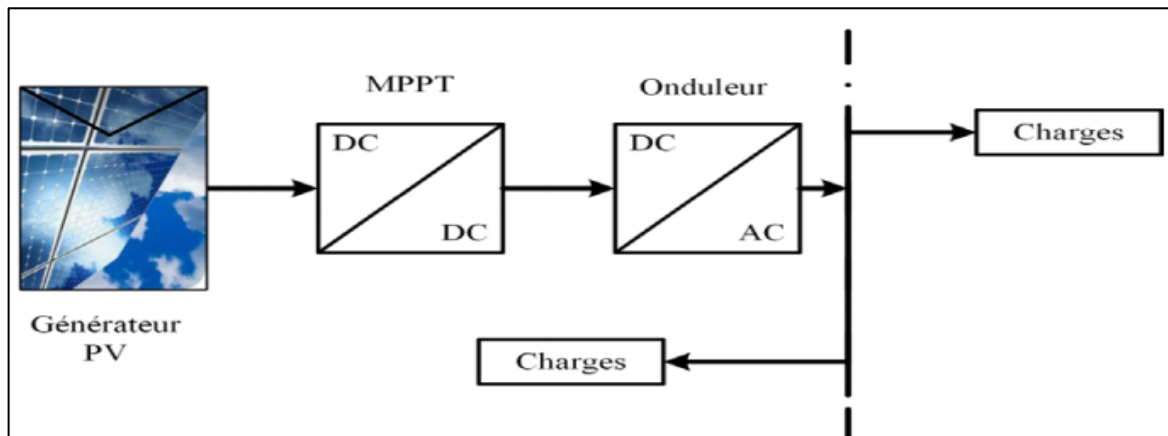 MPPT
Onduleur
DC
DC
DC
AC
Charges
Générateur
PV
Charges